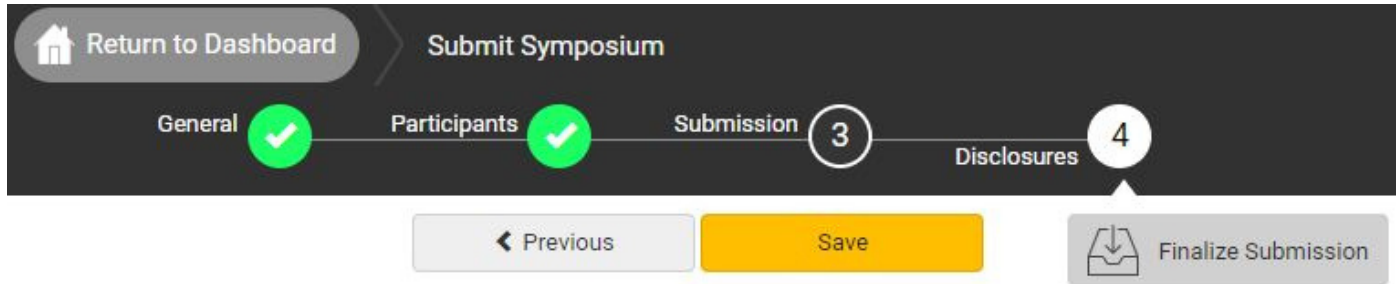 Return to Dashboard
Submit Symposium
General
Participants
Submission
3
Disclosures
4
Previous
Save
Finalize Submission